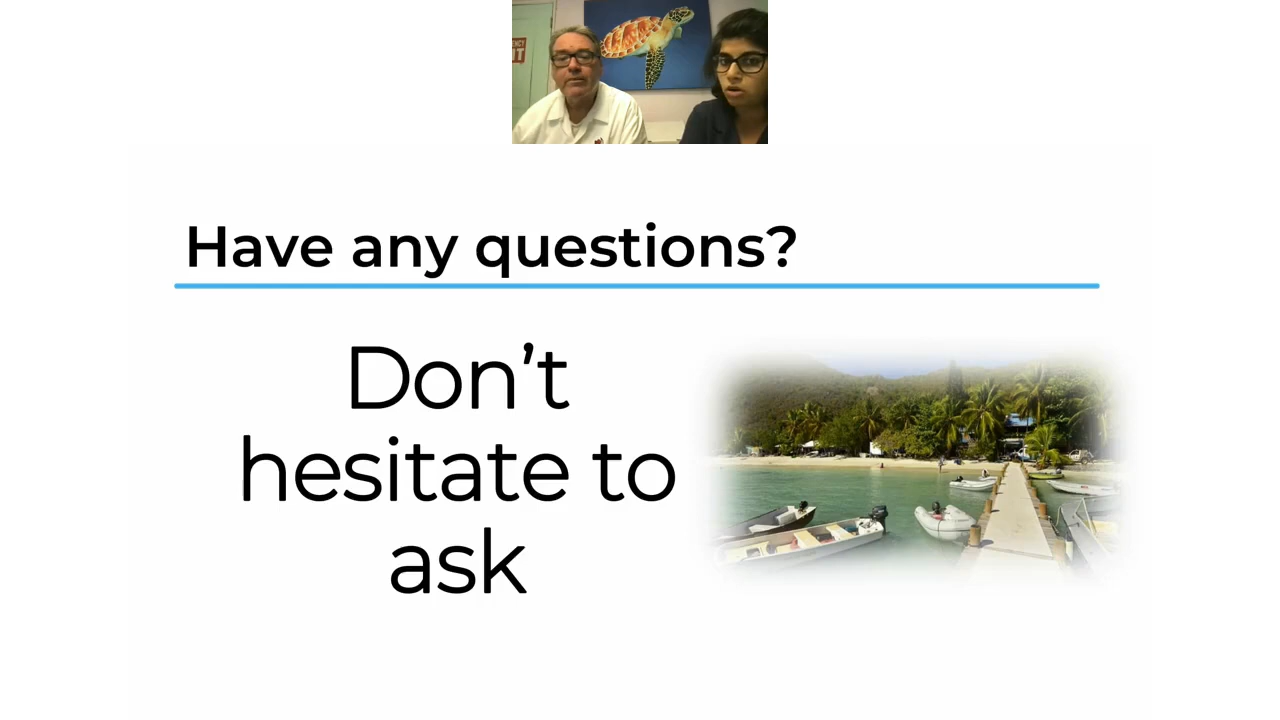 Have any questions?
Don’t
hesitate to
ask